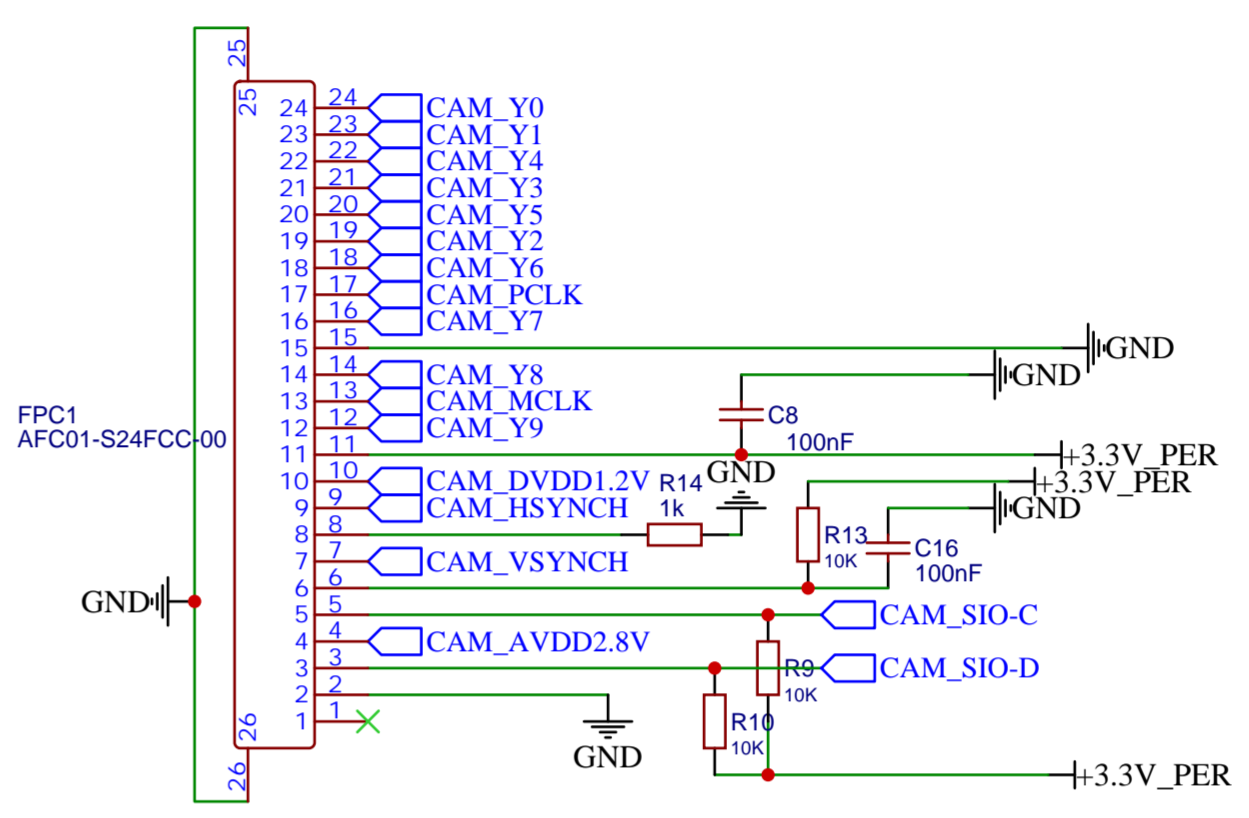 25
25
24 24 CAM_Y0
23 23 CAM_Y1
22 22 CAM_Y4
21 21 CAM_Y3
20 20 CAM_Y5
19 19 CAM_Y2
18 18 CAM_Y6
17 17 CAM_PCLK
16 16 CAM_Y7
15 15 GND
14 14 CAM_Y8 GND
13 13 CAM_MCLK
12 12 CAM_Y9 C8
FPC1
AFC01-S24FCC-00
100nF
11 11 +3.3V_PER
GND
10 10 CAM_DVDD1.2V R14 +3.3V_PER
9 9 CAM_HSYNCH 1k GND
8 8 R13 C16
7 7 CAM_VSYNCH 10K 100nF
6 6
GND
5 5 CAM_SIO-C
4 4 CAM_AVDD2.8V
3 3 R9 CAM_SIO-D
2 2 10K
1 1 R10
26 10K
GND
26 +3.3V_PER